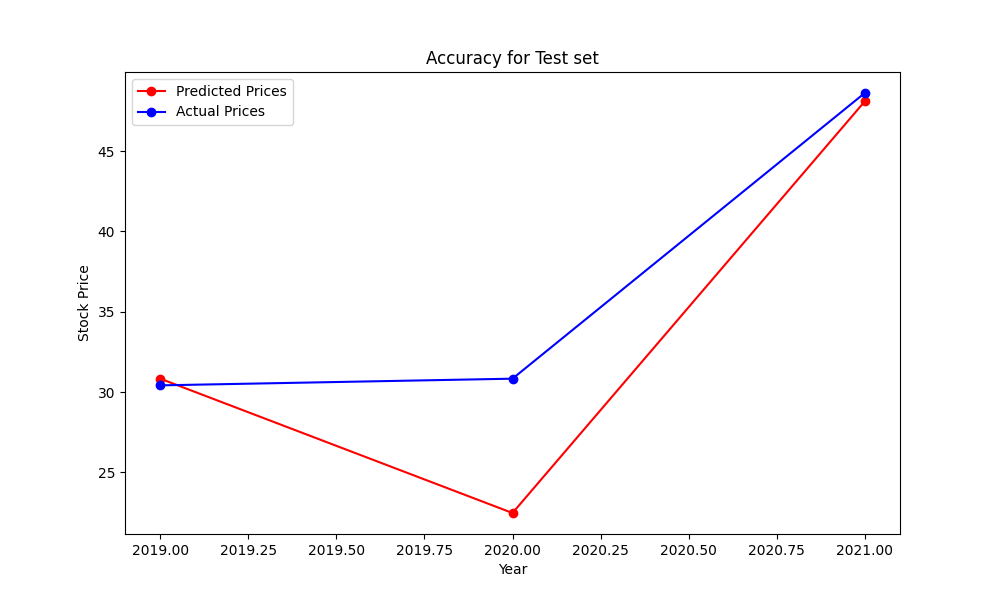 Accuracy for Test set
Predicted Prices
Actual Prices
45
40
35
30
25
Stock Price
2019.00 2019.25 2019.50 2019.75 2020.00 2020.25 2020.50 2020.75 2021.00
Year